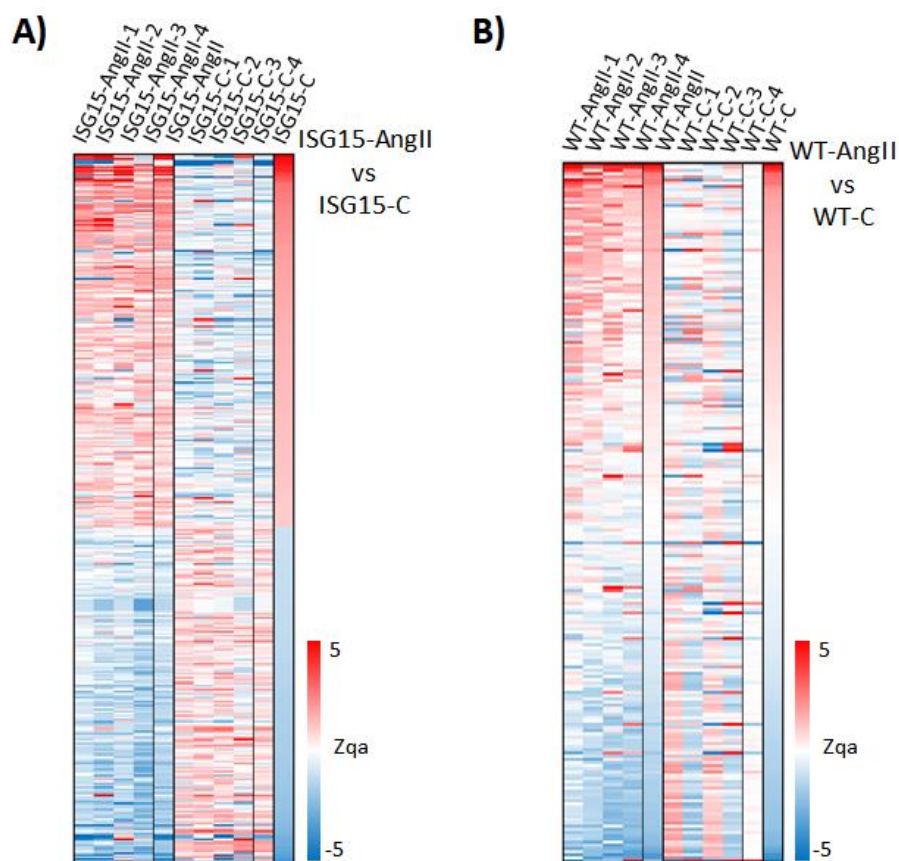 A)
ISG15-AngII-1
ISG15-AngII-2
ISG15-AngII-3
ISG15-AngII-4
ISG15-AngII
ISG15-C-1
ISG15-C-2
ISG15-C-3
ISG15-C-4
ISG15-C
ISG15-AngII
vs
ISG15-C
5
Zqa
-5
B)
WT-AngII-1
WT-AngII-2
WT-AngII-3
WT-AngII-4
WT-AngII
WT-C-1
WT-C-2
WT-C-3
WT-C-4
WT-C
WT-AngII
vs
WT-C
5
Zqa
-5